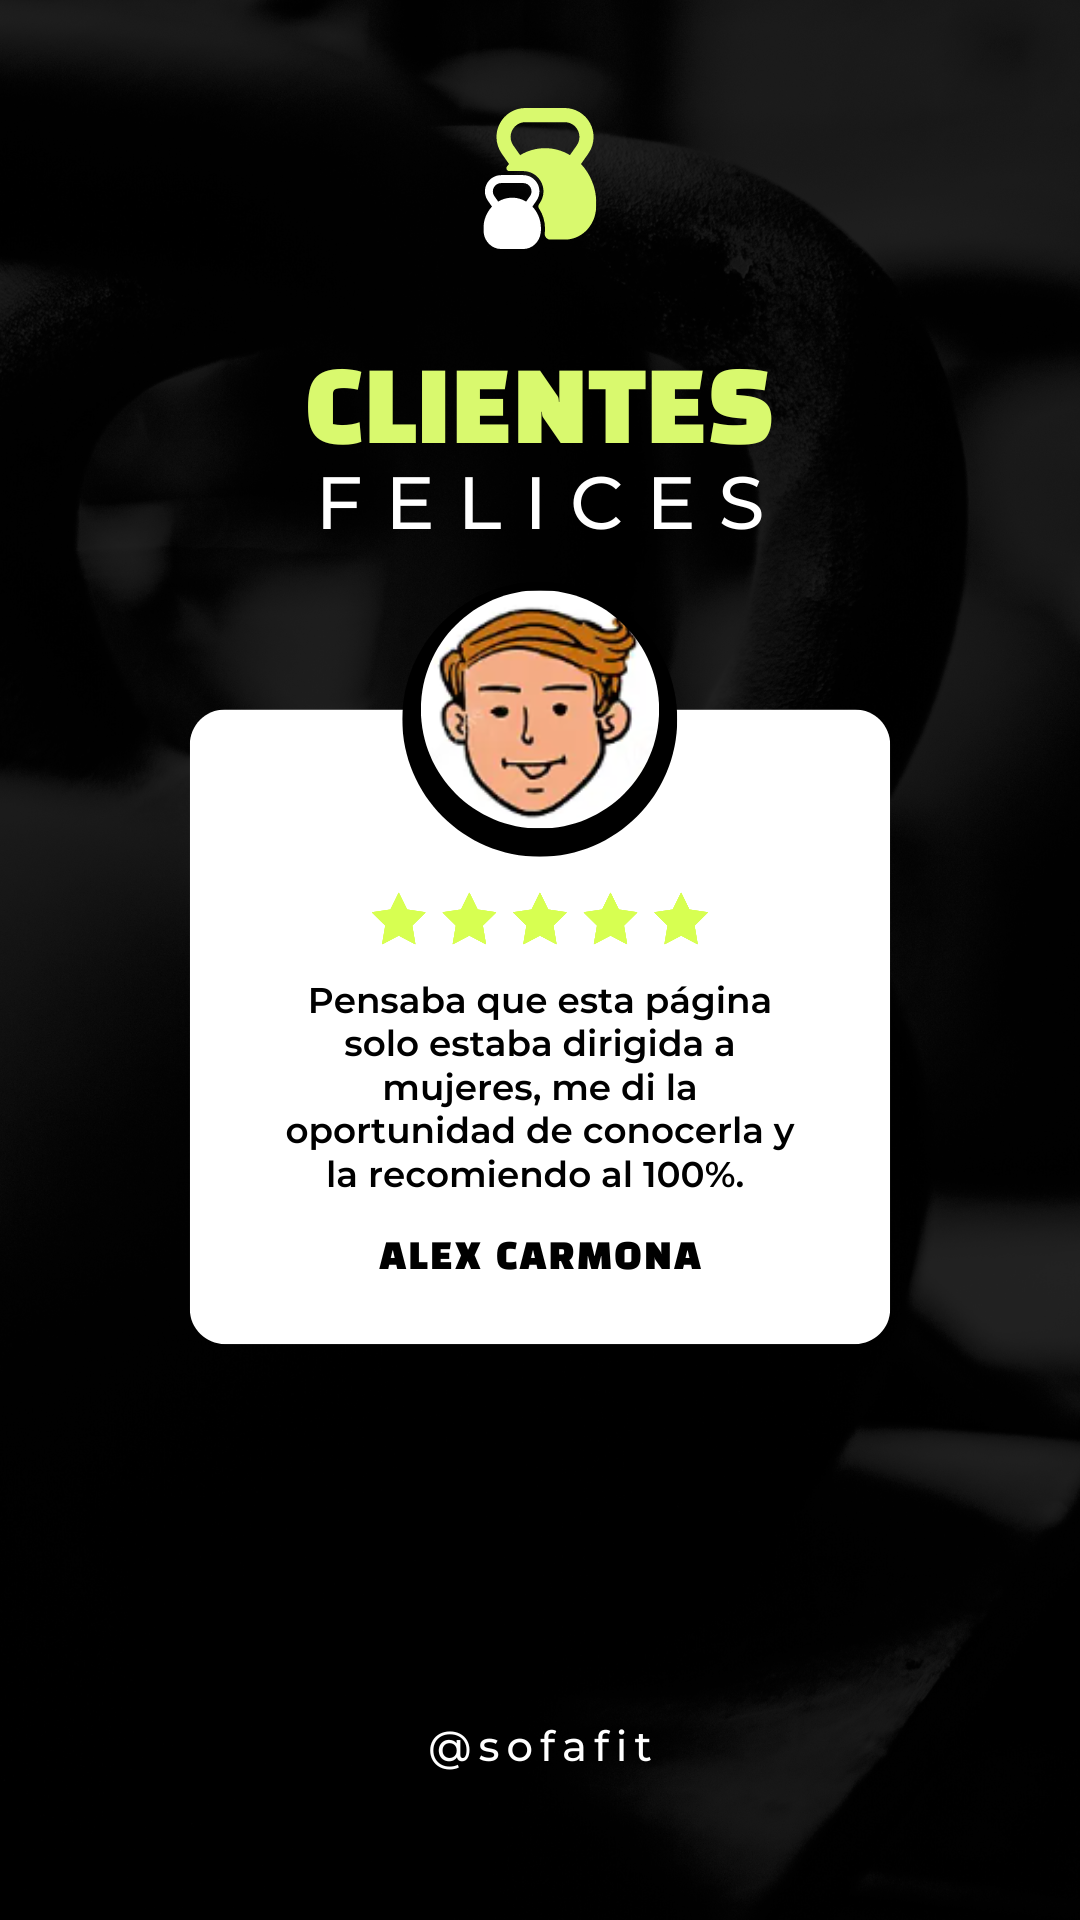 CLIENTES
FELICES
Pensaba que esta página
solo estaba dirigida a
mujeres, me di la
oportunidad de conocerla y
la recomiendo al 100%.
ALEX CARMONA
@sofafit